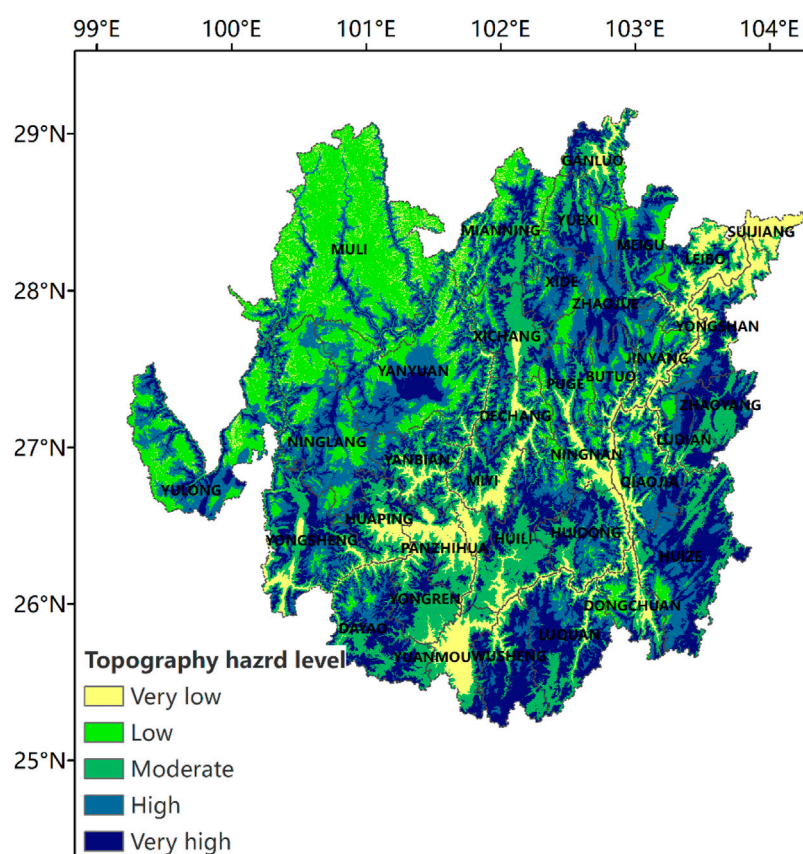 99°E 100°E 101°E 102°E 103°E 104°E
29°N
28°N
27°N
26°N
25°N
GANLUO
YUEXI
MIANNING
SUIJIANG
MEIGU
MULI
LEIBO
XIDE
ZHAOJUE
YONGSHAN
XICHANG
JINYANG
YANYUAN
BUTUO
PUGE
ZHAOYANG
DECHANG
NINGLANG
LUDIAN
YANBIAN
NINGNAN
MIYI
QIAOJIA
YULONG
HUAPING
YONGSHENG
HUILI
HUIDONG
PANZHIHUA
HUIZE
YONGREN
DONGCHUAN
DAYAO
LUQUAN
YUANMOU
WUSHENG
Topography hazrd level
Very low
Low
Moderate
High
Very high